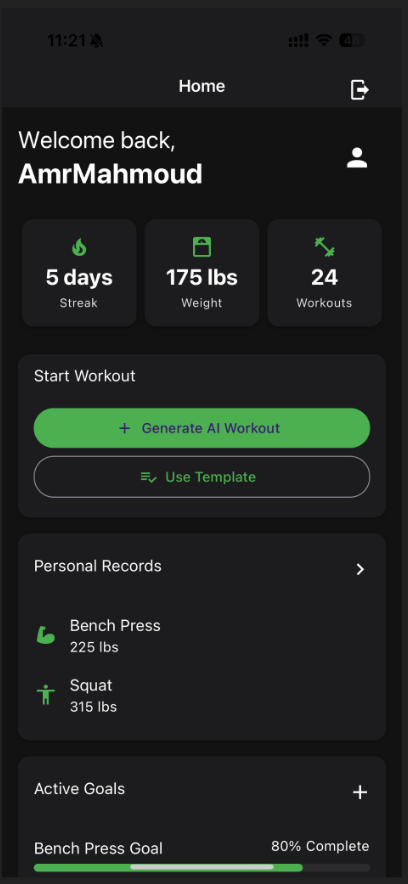 11:21
Home
Welcome back,
AmrMahmoud
5 days
Streak
175 lbs
Weight
24
Workouts
Start Workout
+ Generate AI Workout
Use Template
Personal Records
Bench Press
225 lbs
Squat
315 lbs
Active Goals
Bench Press Goal
80% Complete